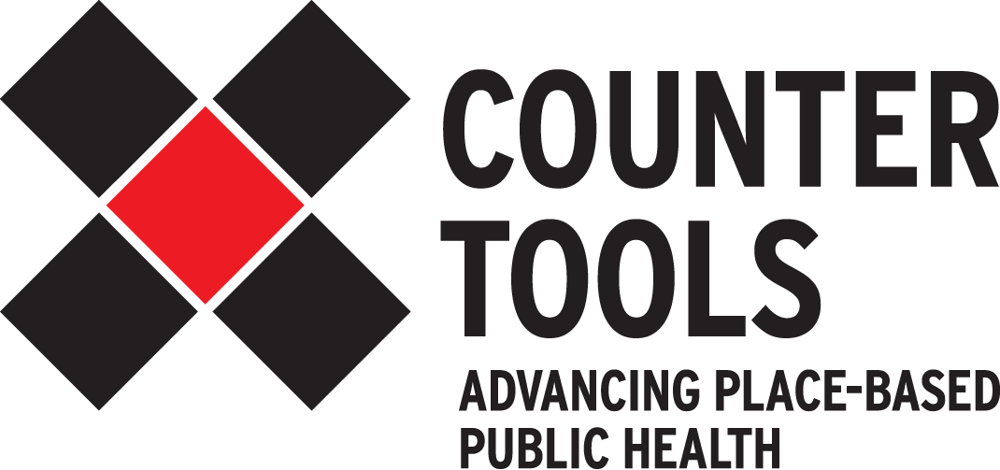 COUNTER
TOOLS
ADVANCING PLACE-BASED
PUBLIC HEALTH